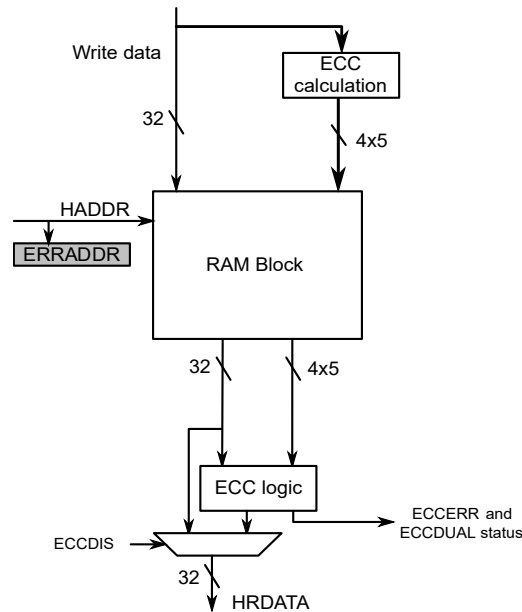 Write data
ECC
calculation
32
4x5
HADDR
ERRADDR
RAM Block
32
4x5
ECC logic
ECCERR and
ECCDUAL status
ECCDIS
32
HRDATA